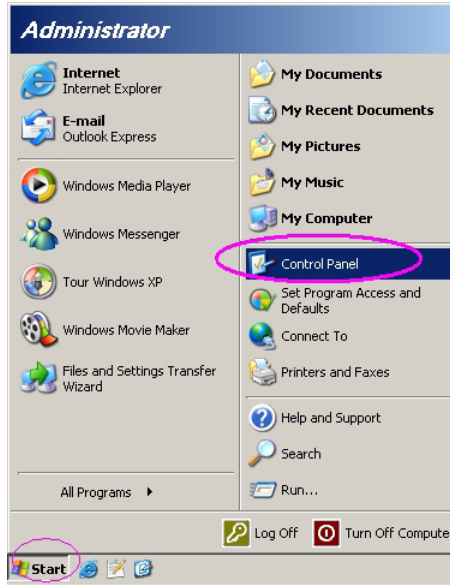 Administrator
Internet
Internet Explorer
E-mail
Outlook Express
Windows Media Player
Windows Messenger
Tour Windows XP
Windows Movie Maker
Files and Settings Transfer
Wizard
All Programs
My Documents
My Recent Documents
My Pictures
My Music
My Computer
Control Panel
Set Program Access and
Defaults
Connect To
Printers and Faxes
Help and Support
Search
Run...
Log Off
Turn Off Compute
Start